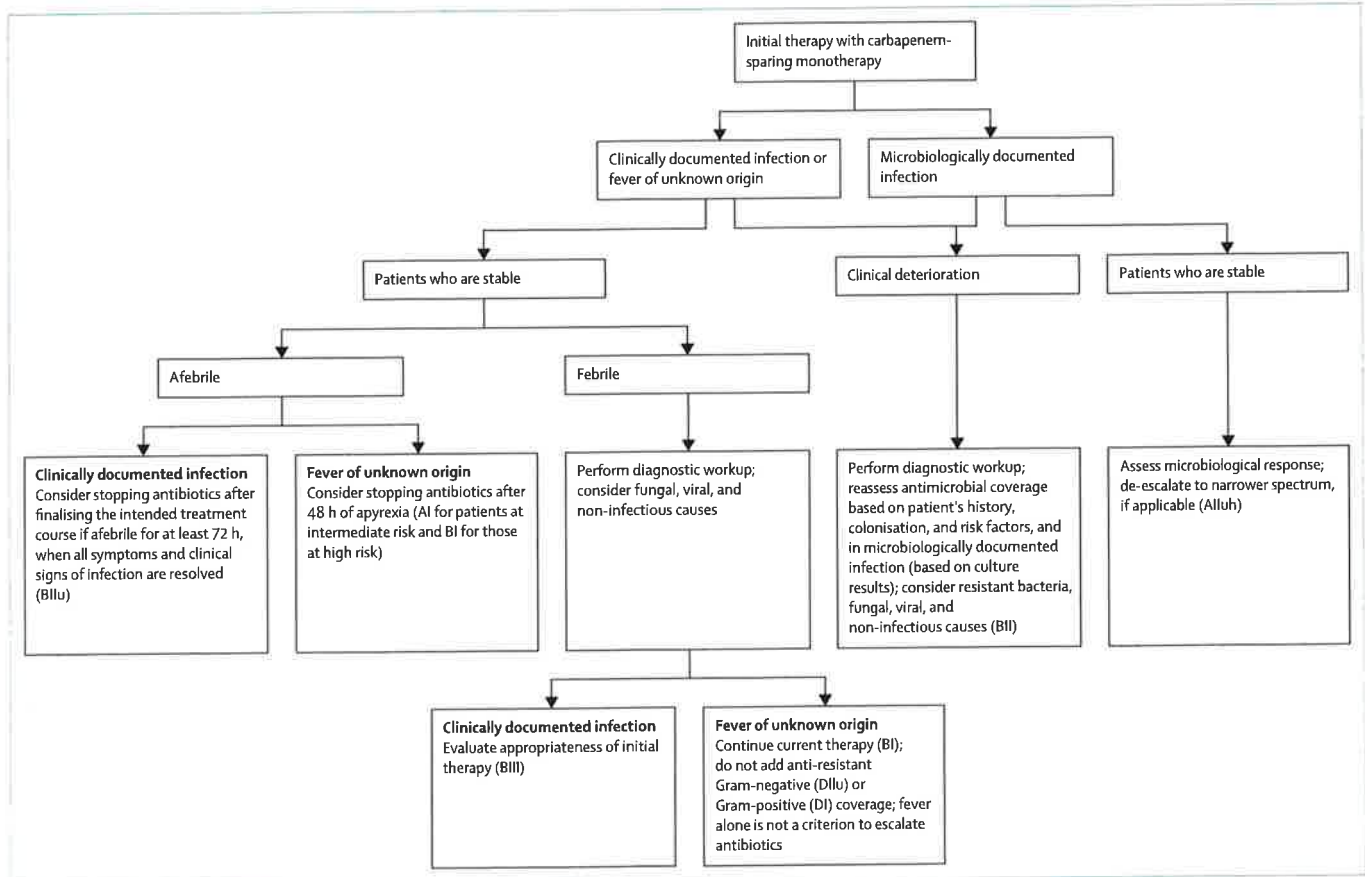 Initial therapy with carbapenem-
sparing monotherapy
Clinically documented infection or
fever of unknown origin
Microbiologically documented
infection
Patients who are stable
Clinical deterioration
Patients who are stable
Afebrile
Febrile
Clinically documented infection
Consider stopping antibiotics after
finalising the intended treatment
course if afebrile for at least 72 h,
when all symptoms and clinical
signs of infection are resolved
(BIIu)
Fever of unknown origin
Consider stopping antibiotics after
48 h of apyrexia (AI for patients at
intermediate risk and BI for those
at high risk)
Perform diagnostic workup;
consider fungal, viral, and
non-infectious causes
Perform diagnostic workup;
reassess antimicrobial coverage
based on patient's history,
colonisation, and risk factors, and
in microbiologically documented
infection (based on culture
results); consider resistant bacteria,
fungal, viral, and
non-infectious causes (BII)
Assess microbiological response;
de-escalate to narrower spectrum,
if applicable (AIIuh)
Clinically documented infection
Evaluate appropriateness of initial
therapy (BIII)
Fever of unknown origin
Continue current therapy (BI);
do not add anti-resistant
Gram-negative (DIIu) or
Gram-positive (DI) coverage; fever
alone is not a criterion to escalate
antibiotics